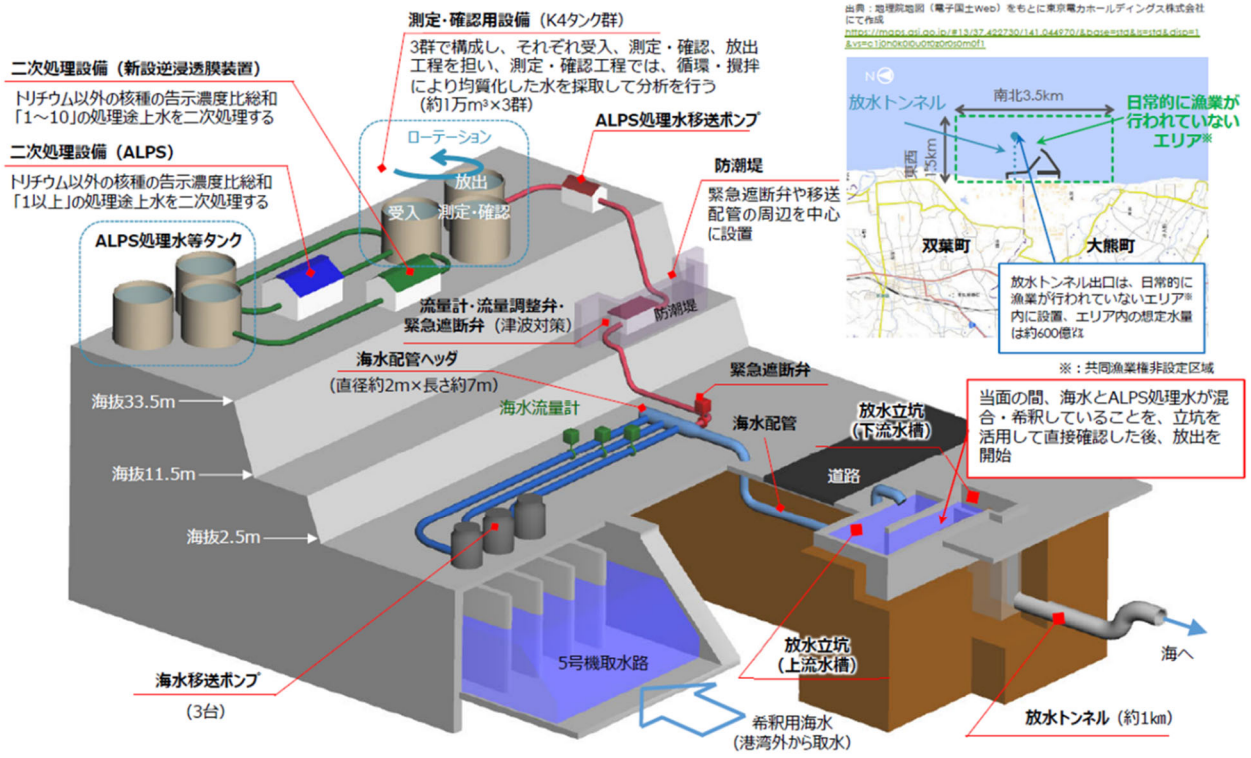 測定・確認用設備（K4タンク群）
3群で構成し、それぞれ受入、測定・確認、放出
工程を担い、測定・確認工程では、循環・攪拌
により均質化した水を採取して分析を行う
（約1万m³×3群）
二次処理設備（新設逆浸透膜装置）
トリチウム以外の核種の告示濃度比総和
「1～10」の処理途上水を二次処理する
二次処理設備（ALPS）
トリチウム以外の核種の告示濃度比総和
「1以上」の処理途上水を二次処理する
ALPS処理水等タンク
ローテーション
放出
受入
測定・確認
ALPS処理水移送ポンプ
防潮堤
緊急遮断弁や移送
配管の周辺を中心
に設置
防潮堤
流量計・流量調整弁・
緊急遮断弁（津波対策）
海水配管ヘッダ
（直径約2m×長さ約7m）
海水流量計
緊急遮断弁
海水配管
放水立坑
（下流水槽）
道路
海抜33.5m
海抜11.5m
海抜2.5m
5号機取水路
海水移送ポンプ
（3台）
希釈用海水
（港湾外から取水）
放水立坑
（上流水槽）
海へ
放水トンネル（約1km）
出典：地理院地図（電子国土Web）をもとに東京電力ホールディングス株式会社
にて作成
N
南北3.5km
放水トンネル
東西
1.5km
日常的に漁業が
行われていない
エリア※
双葉町
大熊町
放水トンネル出口は、日常的に
漁業が行われていないエリア※
内に設置、エリア内の想定水量
は約600億㍑
※：共同漁業権非設定区域
当面の間、海水とALPS処理水が混
合・希釈していることを、立坑を
活用して直接確認した後、放出を
開始